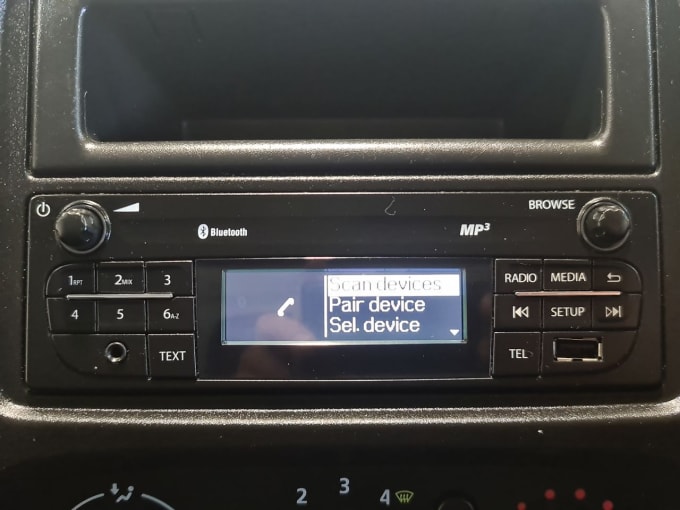 BROWSE
Bluetooth
MP3
1RPT
2MIX
3
Scan devices
RADIO
MEDIA
Pair device
4
5
6A-Z
Sel. device
SETUP
TEXT
TEL
2
3
4